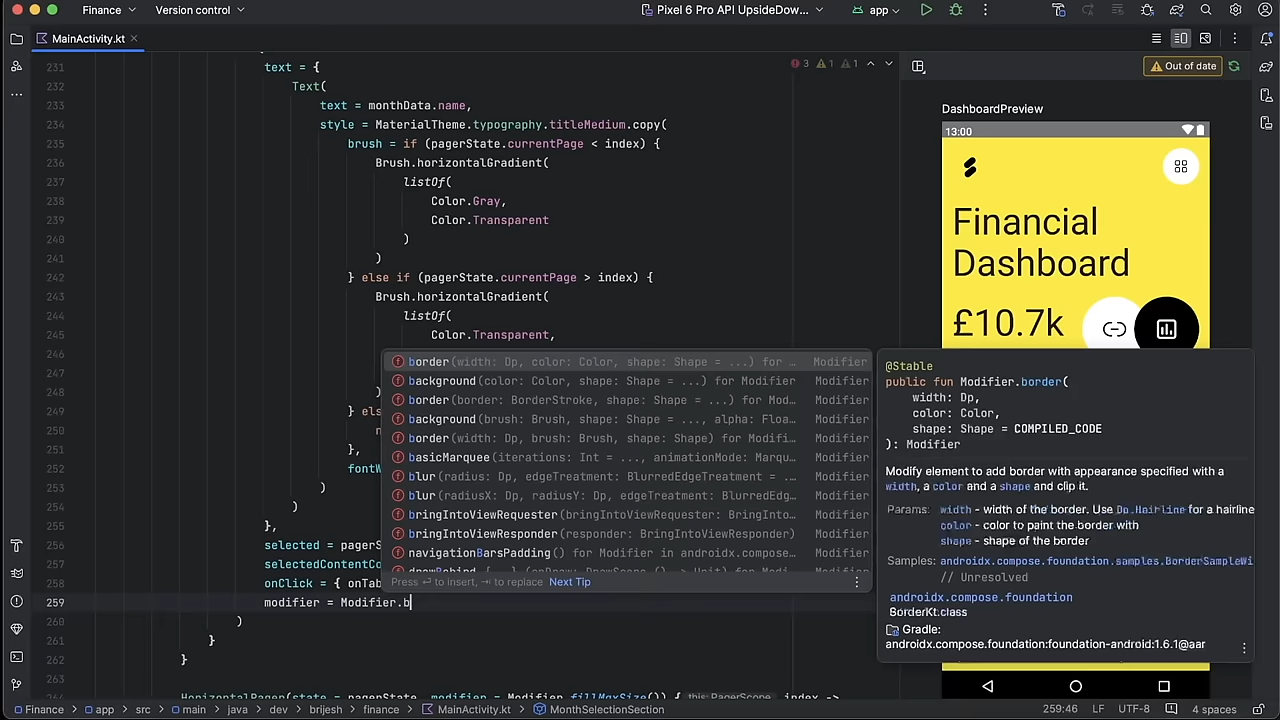 Finance
Version control
Pixel 6 Pro API UpsideDow...
app
MainActivity.kt
231 text = {
232 Text(
233 text = monthData.name,
234 style = MaterialTheme.typography.titleMedium.copy(
235 brush = if (pagerState.currentPage < index) {
236 Brush.horizontalGradient(
237 listOf(
238 Color.Gray,
239 Color.Transparent
240 )
241 )
242 } else if (pagerState.currentPage > index) {
243 Brush.horizontalGradient(
244 listOf(
245 Color.Transparent,
246
247
248 )
249 } els
250 n
251 },
252 fontW
253 )
254 )
255 },
256 selected = pagerS
257 selectedContentCo
258 onClick = { onTab
259 modifier = Modifier.b
260 )
261 }
262 }
263
264 HorizontalPager(state = pagerState, modifier = Modifier.fillMaxSize()) { this:PagerScope index ->
3 1 1
border(width: Dp, color: Color, shape: Shape = ...) for … Modifier
background(color: Color, shape: Shape = ...) for Modifier Modifier
border(border: BorderStroke, shape: Shape = ...) for Mod… Modifier
background(brush: Brush, shape: Shape = ..., alpha: Floa… Modifier
border(width: Dp, brush: Brush, shape: Shape) for Modifi… Modifier
basicMarquee(iterations: Int = ..., animationMode: Marqu… Modifier
blur(radius: Dp, edgeTreatment: BlurredEdgeTreatment = … Modifier
blur(radiusX: Dp, radiusY: Dp, edgeTreatment: BlurredEdg… Modifier
bringIntoViewRequester(bringIntoViewRequester: BringInto… Modifier
bringIntoViewResponder(responder: BringIntoViewResponder) Modifier
navigationBarsPadding() for Modifier in androidx.compose… Modifier
Press ↵ to insert, ⇥ to replace Next Tip
@Stable
public fun Modifier.border(
width: Dp,
color: Color,
shape: Shape = COMPILED_CODE
): Modifier
Modify element to add border with appearance specified with a
width, a color and a shape and clip it.
Params: width - width of the border. Use Dp.Hairline for a hairline
color - color to paint the border with
shape - shape of the border
Samples: androidx.compose.foundation.samples.BorderSampleWi
// Unresolved
androidx.compose.foundation
BorderKt.class
Gradle:
androidx.compose.foundation:foundation-android:1.6.1@aar
Out of date
DashboardPreview
13:00
Financial
Dashboard
£10.7k
Finance > app > src > main > java > dev > brijesh > finance > MainActivity.kt > MonthSelectionSection
259:46 LF UTF-8 4 spaces